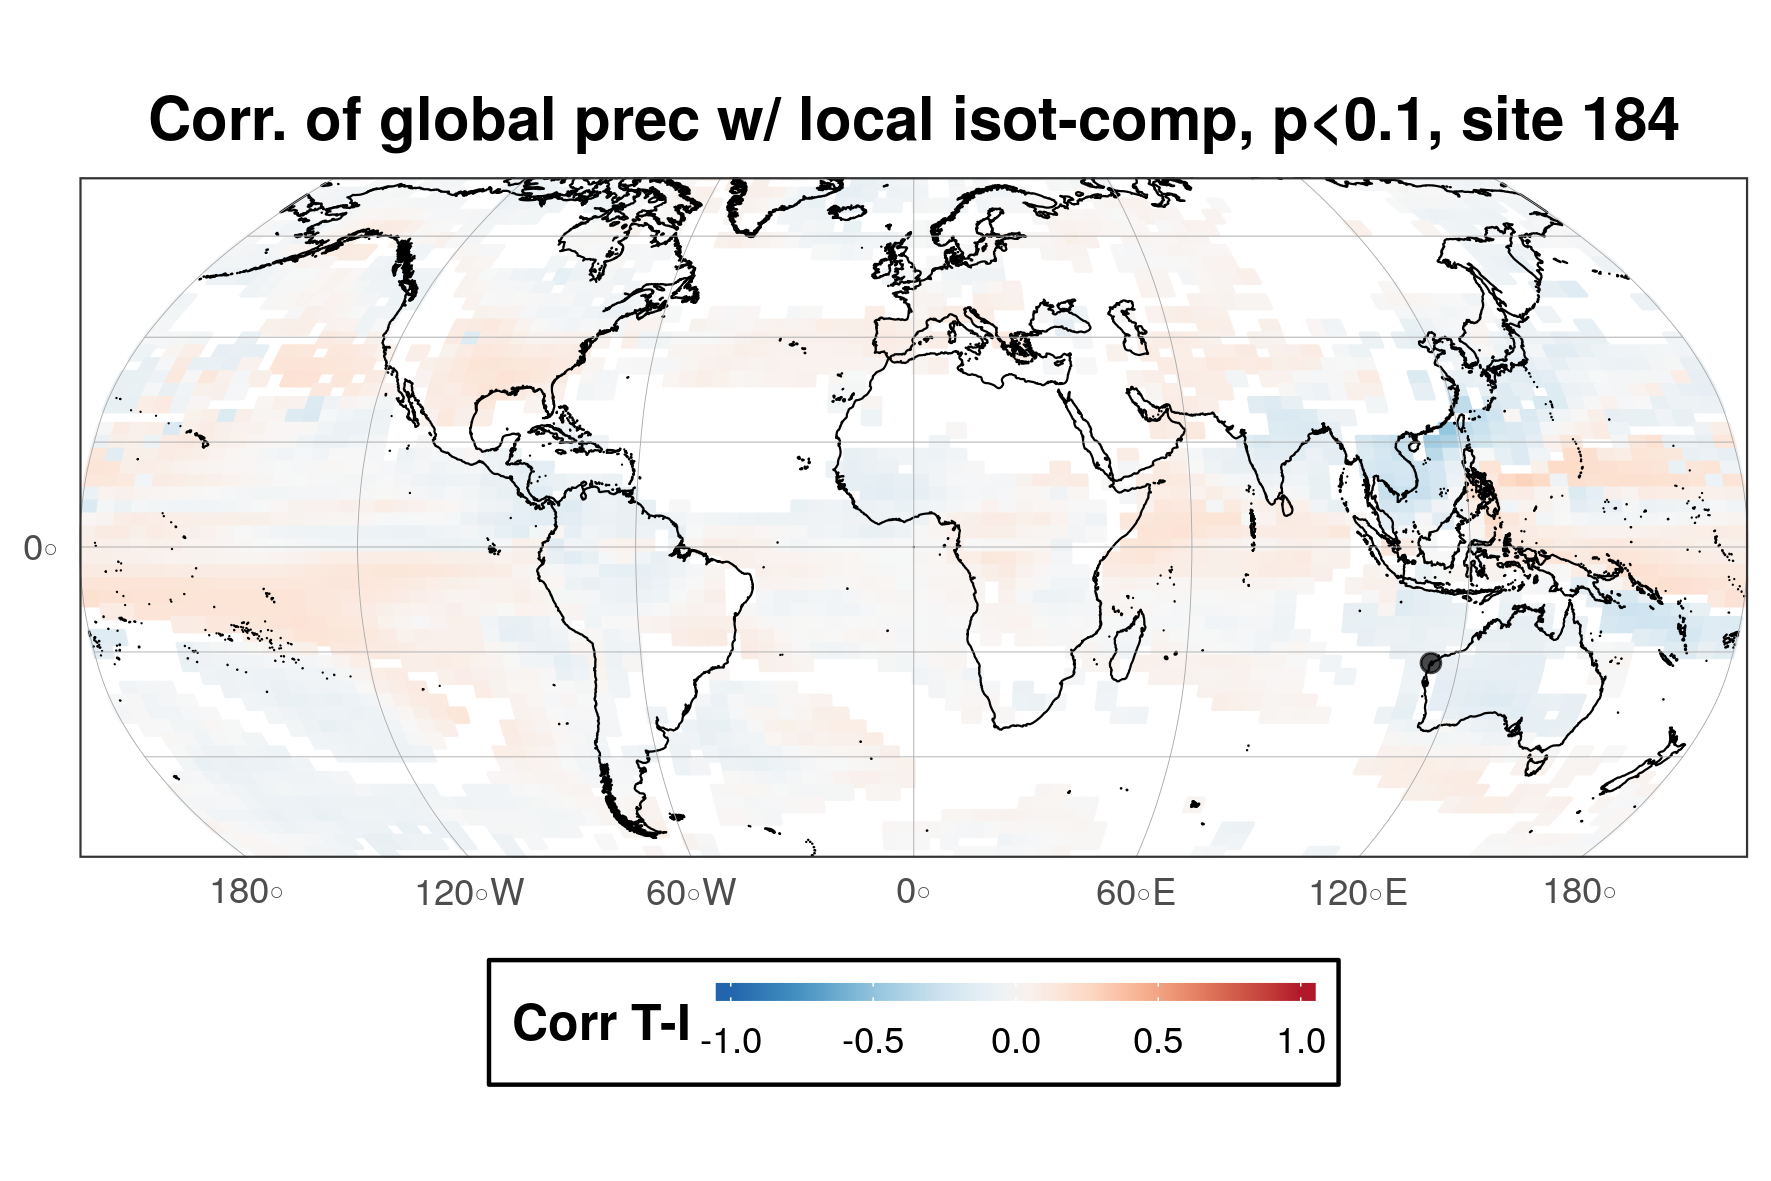 Corr. of global prec w/ local isot-comp, p<0.1, site 184
0°
180° 120°W 60°W 0° 60°E 120°E 180°
Corr T-I
-1.0 -0.5 0.0 0.5 1.0